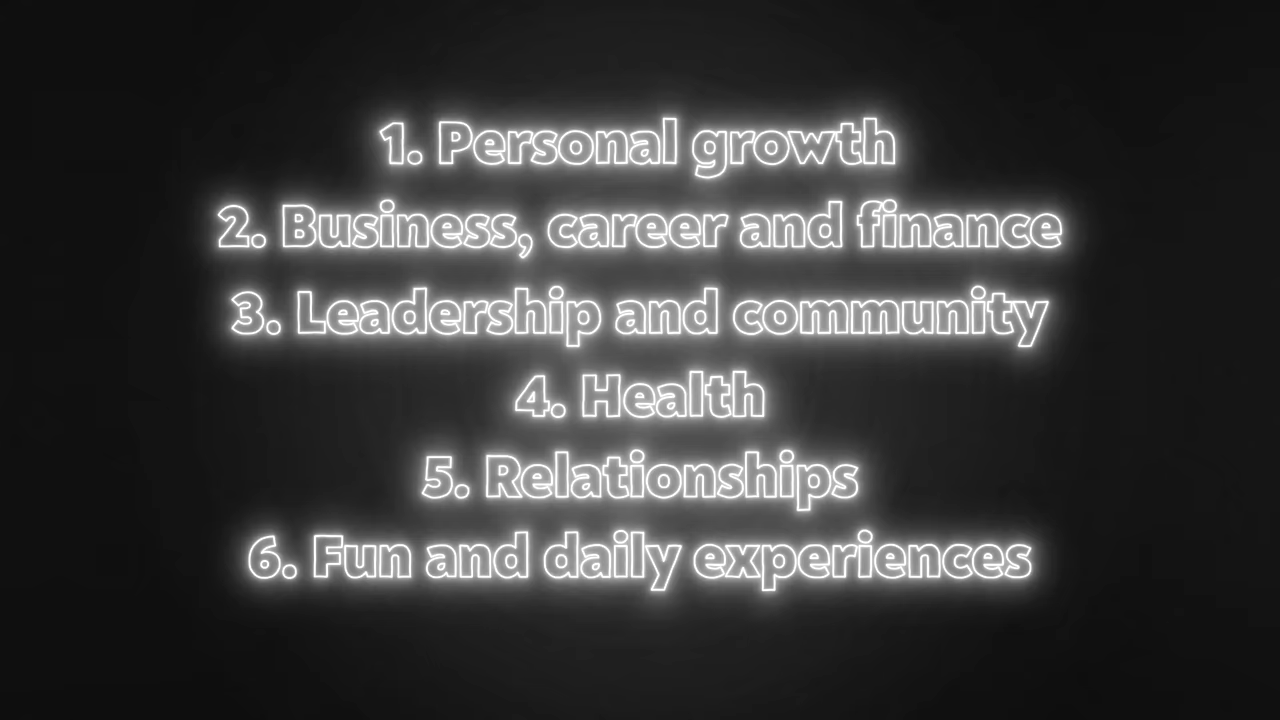 1. Personal growth
2. Business, career and finance
3. Leadership and community
4. Health
5. Relationships
6. Fun and daily experiences